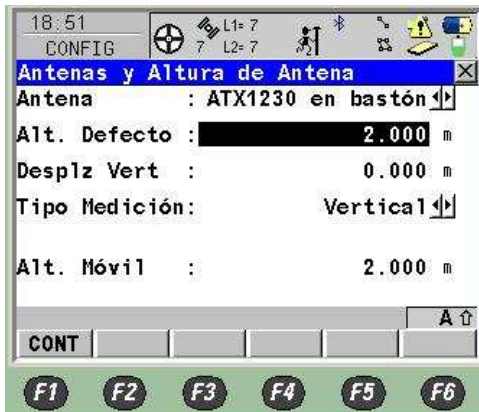 18:51
CONFIG
7
L1= 7
L2= 7
Antenas y Altura de Antena
Antena : ATX1230 en bastón
Alt. Defecto : 2.000 m
Desplz Vert : 0.000 m
Tipo Medición: Vertical
Alt. Móvil : 2.000 m
A
CONT
F1 F2 F3 F4 F5 F6